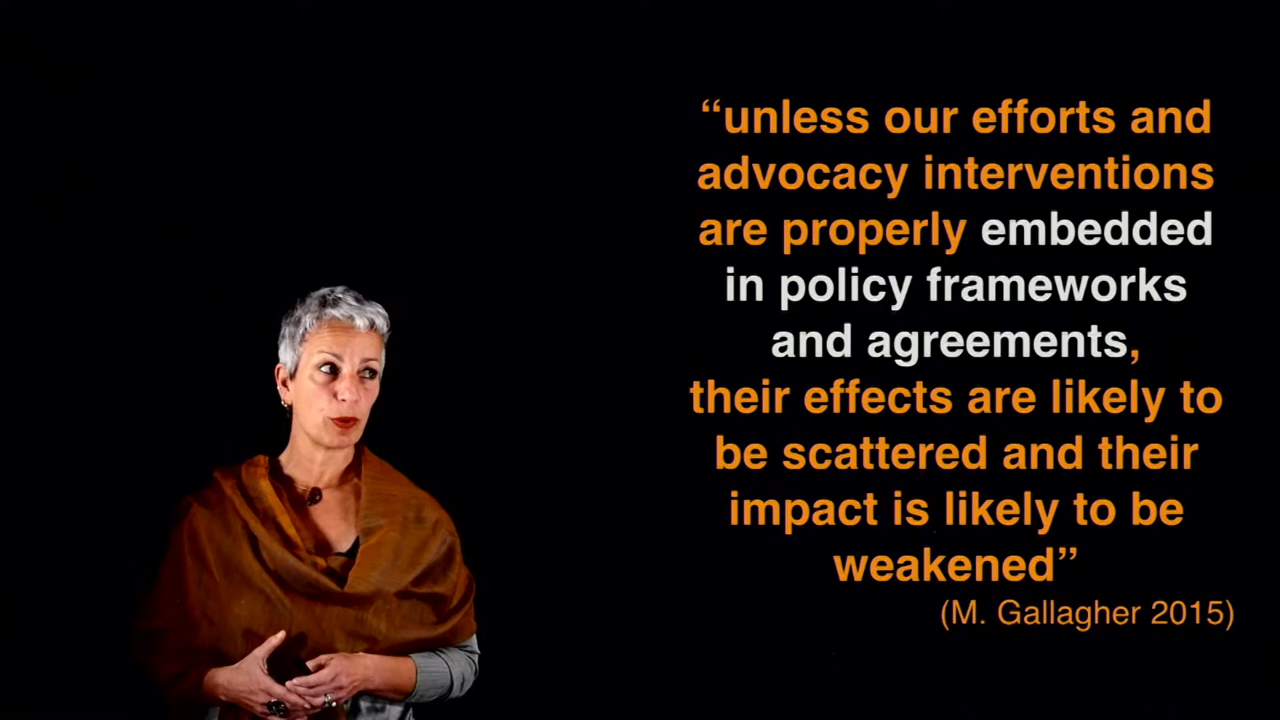 “unless our efforts and
advocacy interventions
are properly embedded
in policy frameworks
and agreements,
their effects are likely to
be scattered and their
impact is likely to be
weakened”
(M. Gallagher 2015)